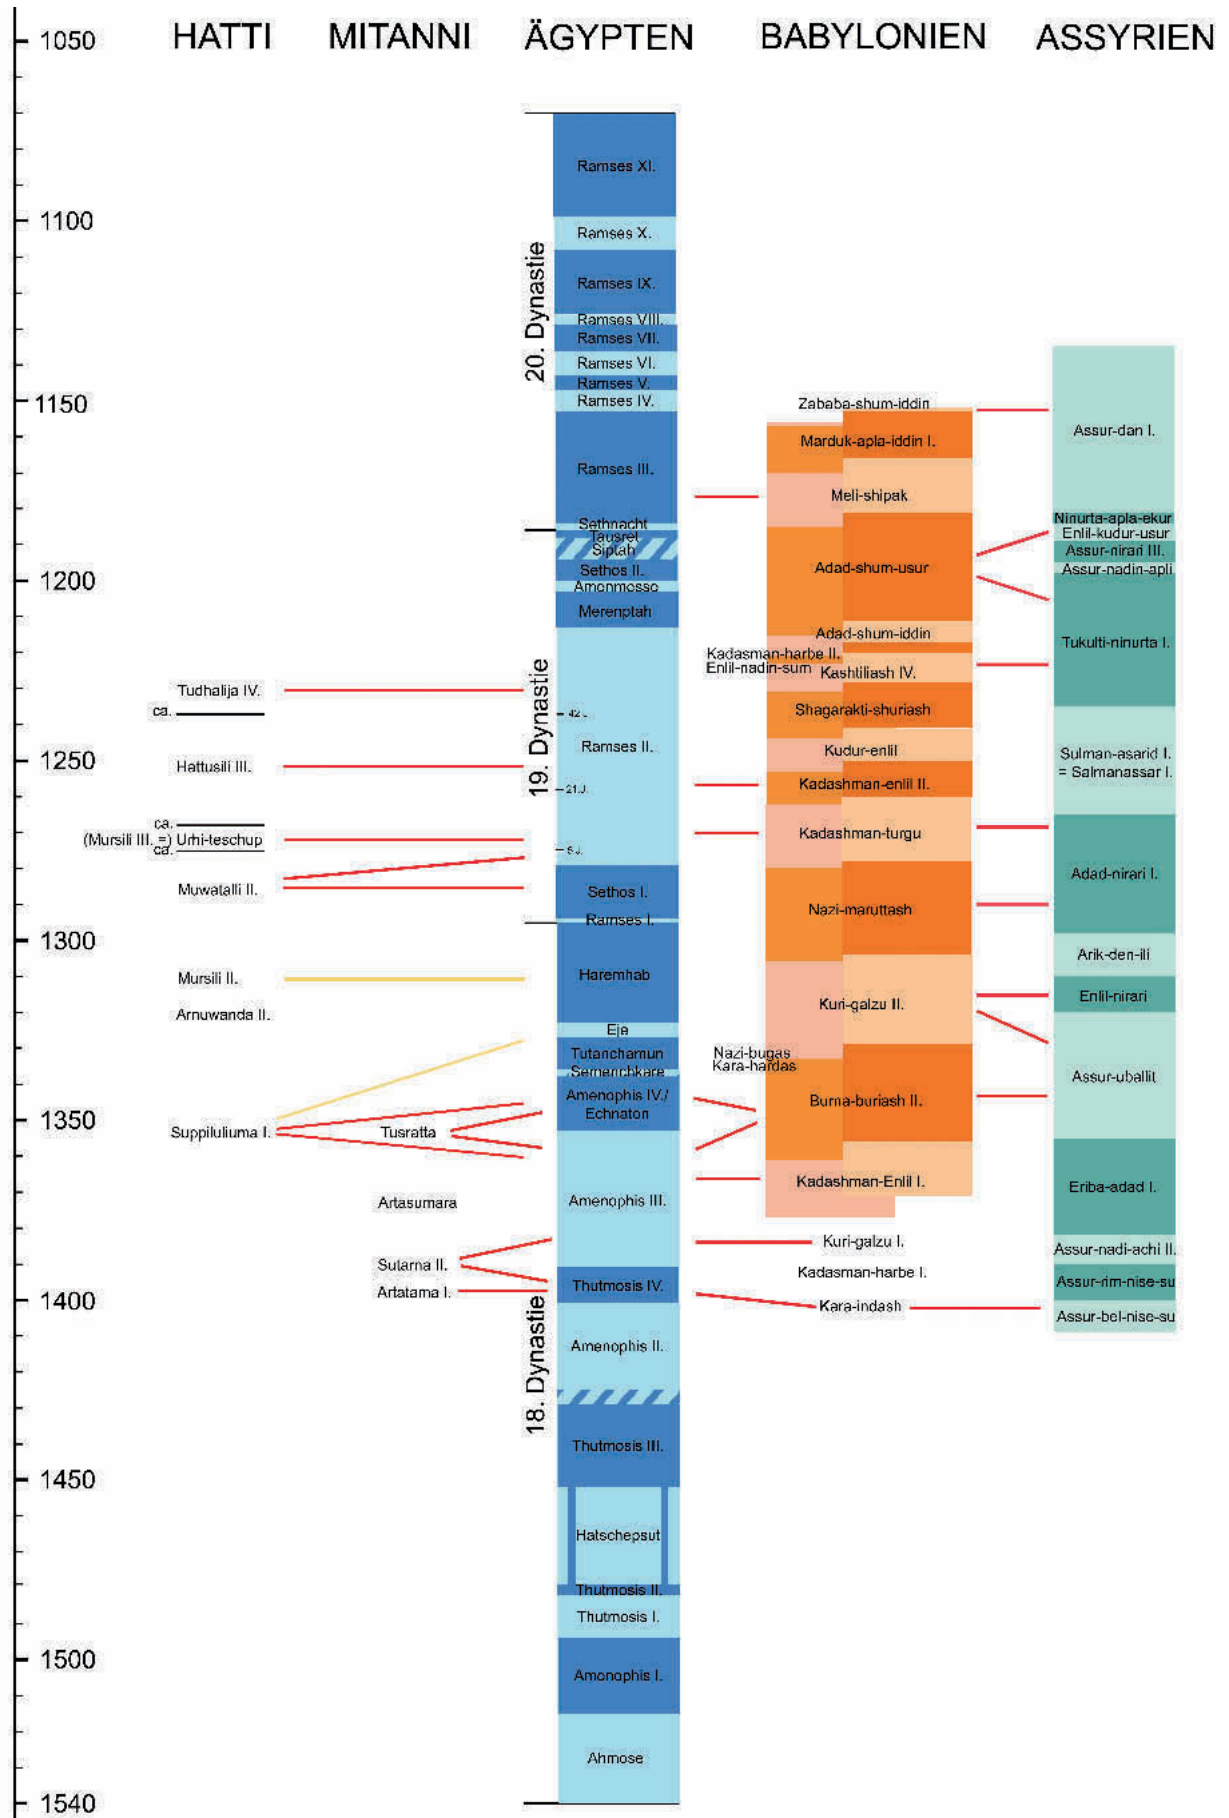 HATTI
MITANNI
ÄGYPTEN
BABYLONIEN
ASSYRIEN
1050
1100
1150
1200
1250
1300
1350
1400
1450
1500
1540
Tudhalija IV.
ca.
Hattusili III.
ca.
(Mursili III. =) Urhi-teschup
ca.
Muwatalli II.
Mursili II.
Arnuwanda II.
Suppiluliuma I.
Tusratta
Artasumara
Sutarna II.
Artatama I.
20. Dynastie
19. Dynastie
18. Dynastie
Ramses XI.
Ramses X.
Ramses IX.
Ramses VIII.
Ramses VII.
Ramses VI.
Ramses V.
Ramses IV.
Ramses III.
Sethnacht
Tausret
Siptah
Sethos II.
Amenmesse
Merenptah
42J.
Ramses II.
21J.
5J.
Sethos I.
Ramses I.
Haremhab
Eje
Tutanchamun
Semenchkare
Amenophis IV./
Echnaton
Amenophis III.
Thutmosis IV.
Amenophis II.
Thutmosis III.
Hatschepsut
Thutmosis II.
Thutmosis I.
Amenophis I.
Ahmose
Zababa-shum-iddin
Marduk-apla-iddin I.
Meli-shipak
Adad-shum-usur
Adad-shum-iddin
Kadasman-harbe II.
Enlil-nadin-sum
Kashtiliash IV.
Shagarakti-shuriash
Kudur-enlil
Kadashman-enlil II.
Kadashman-turgu
Nazi-maruttash
Kuri-galzu II.
Nazi-bugas
Kara-hardas
Burna-buriash II.
Kadashman-Enlil I.
Kuri-galzu I.
Kadasman-harbe I.
Kara-indash
Assur-dan I.
Ninurta-apla-ekur
Enlil-kudur-usur
Assur-nirari III.
Assur-nadin-apli
Tukulti-ninurta I.
Sulman-asarid I.
= Salmanassar I.
Adad-nirari I.
Arik-den-ili
Enlil-nirari
Assur-uballit
Eriba-adad I.
Assur-nadi-achi II.
Assur-rim-nise-su
Assur-bel-nise-su